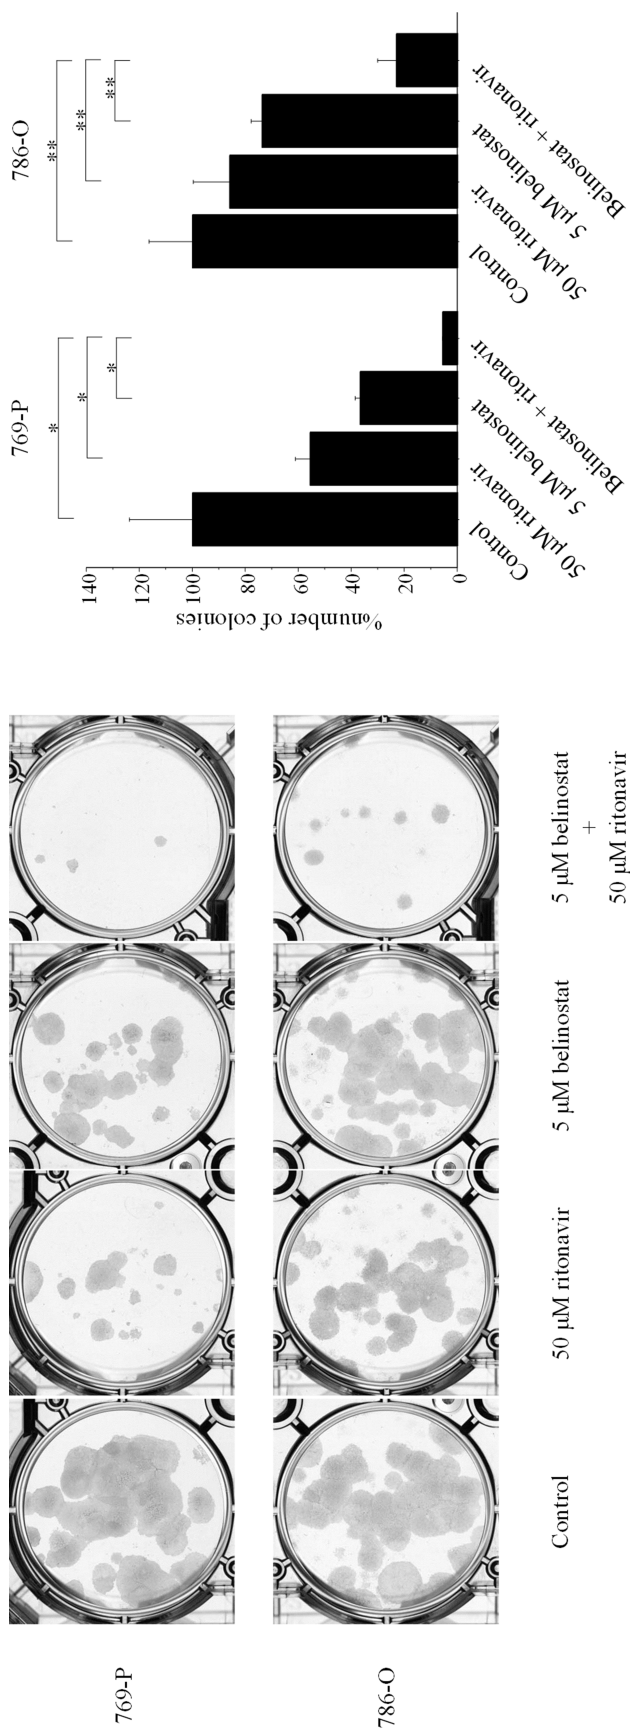 769-P
786-O
Control
50 µM ritonavir
5 µM belinostat
5 µM belinostat
+
50 µM ritonavir
769-P
786-O
%number of colonies
140
120
100
80
60
40
20
0
*
*
*
**
**
**
Control
50 µM ritonavir
5 µM belinostat
Belinostat + ritonavir
Control
50 µM ritonavir
5 µM belinostat
Belinostat + ritonavir